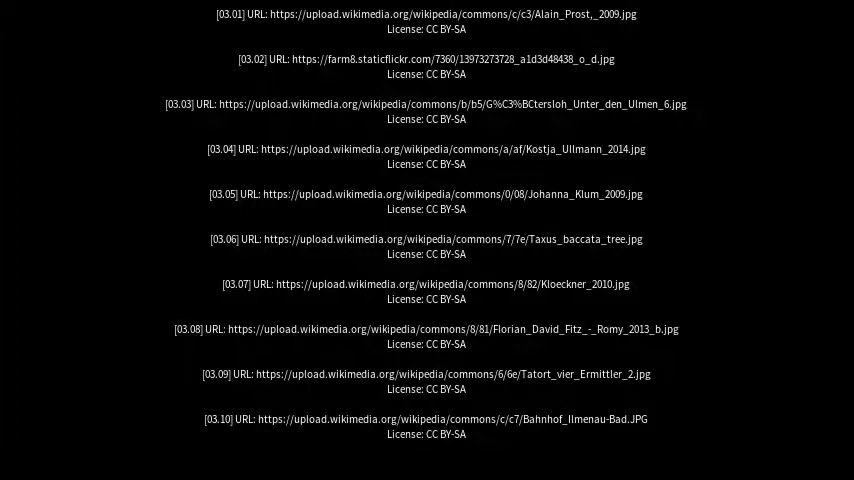 [03.01] URL: https://upload.wikimedia.org/wikipedia/commons/c/c3/Alain_Prost,_2009.jpg
License: CC BY-SA
[03.02] URL: https://farm8.staticflickr.com/7360/13973273728_a1d3d48438_o_d.jpg
License: CC BY-SA
[03.03] URL: https://upload.wikimedia.org/wikipedia/commons/b/b5/G%C3%BCtersloh_Unter_den_Ulmen_6.jpg
License: CC BY-SA
[03.04] URL: https://upload.wikimedia.org/wikipedia/commons/a/af/Kostja_Ullmann_2014.jpg
License: CC BY-SA
[03.05] URL: https://upload.wikimedia.org/wikipedia/commons/0/08/Johanna_Klum_2009.jpg
License: CC BY-SA
[03.06] URL: https://upload.wikimedia.org/wikipedia/commons/7/7e/Taxus_baccata_tree.jpg
License: CC BY-SA
[03.07] URL: https://upload.wikimedia.org/wikipedia/commons/8/82/Kloeckner_2010.jpg
License: CC BY-SA
[03.08] URL: https://upload.wikimedia.org/wikipedia/commons/8/81/Florian_David_Fitz_-_Romy_2013_b.jpg
License: CC BY-SA
[03.09] URL: https://upload.wikimedia.org/wikipedia/commons/6/6e/Tatort_vier_Ermittler_2.jpg
License: CC BY-SA
[03.10] URL: https://upload.wikimedia.org/wikipedia/commons/c/c7/Bahnhof_Ilmenau-Bad.JPG
License: CC BY-SA